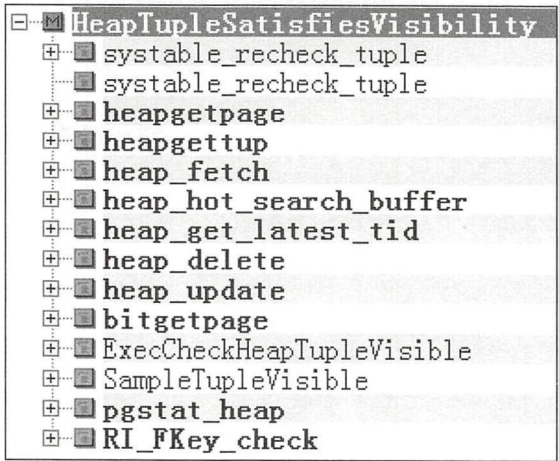 HeapTupleSatisfiesVisibility
systable_recheck_tuple
systable_recheck_tuple
heapgetpage
heapgettup
heap_fetch
heap_hot_search_buffer
heap_get_latest_tid
heap_delete
heap_update
bitgetpage
ExecCheckHeapTupleVisible
SampleTupleVisible
pgstat_heap
RI_FKey_check